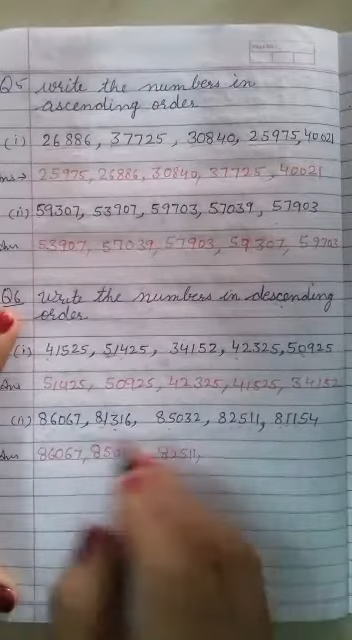 Q5 write the numbers in
ascending order
(i) 26886, 37725, 30840, 25975, 40021
Ans→ 25975, 26886, 30840, 37725, 40021
(ii) 59307, 53907, 59703, 57039, 57903
Ans 53907, 57039, 57903, 59307, 59703
Q6 Write the numbers in descending
order
(i) 41525, 51425, 34152, 42325, 50925
Ans 51425, 50925, 42325, 41525, 34152
(ii) 86067, 81316, 85032, 82511, 81154
Ans 86067, 82511,